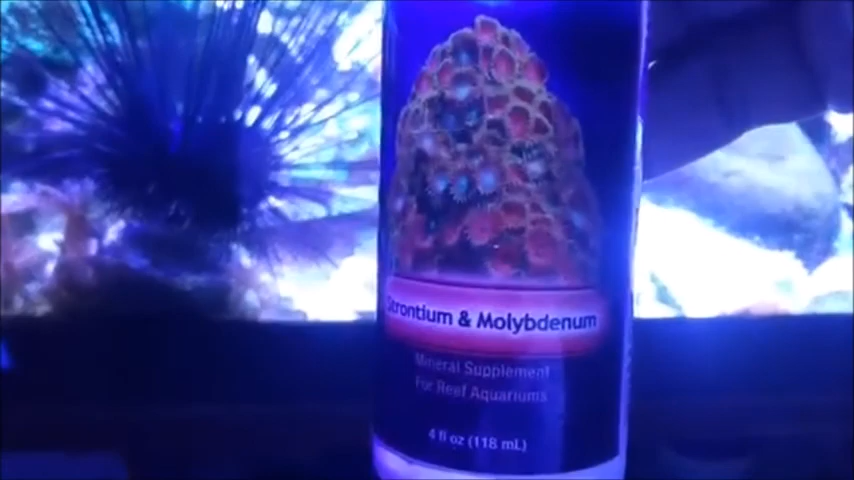 Strontium & Molybdenum
Mineral Supplement
For Reef Aquariums
4 fl oz (118 mL)